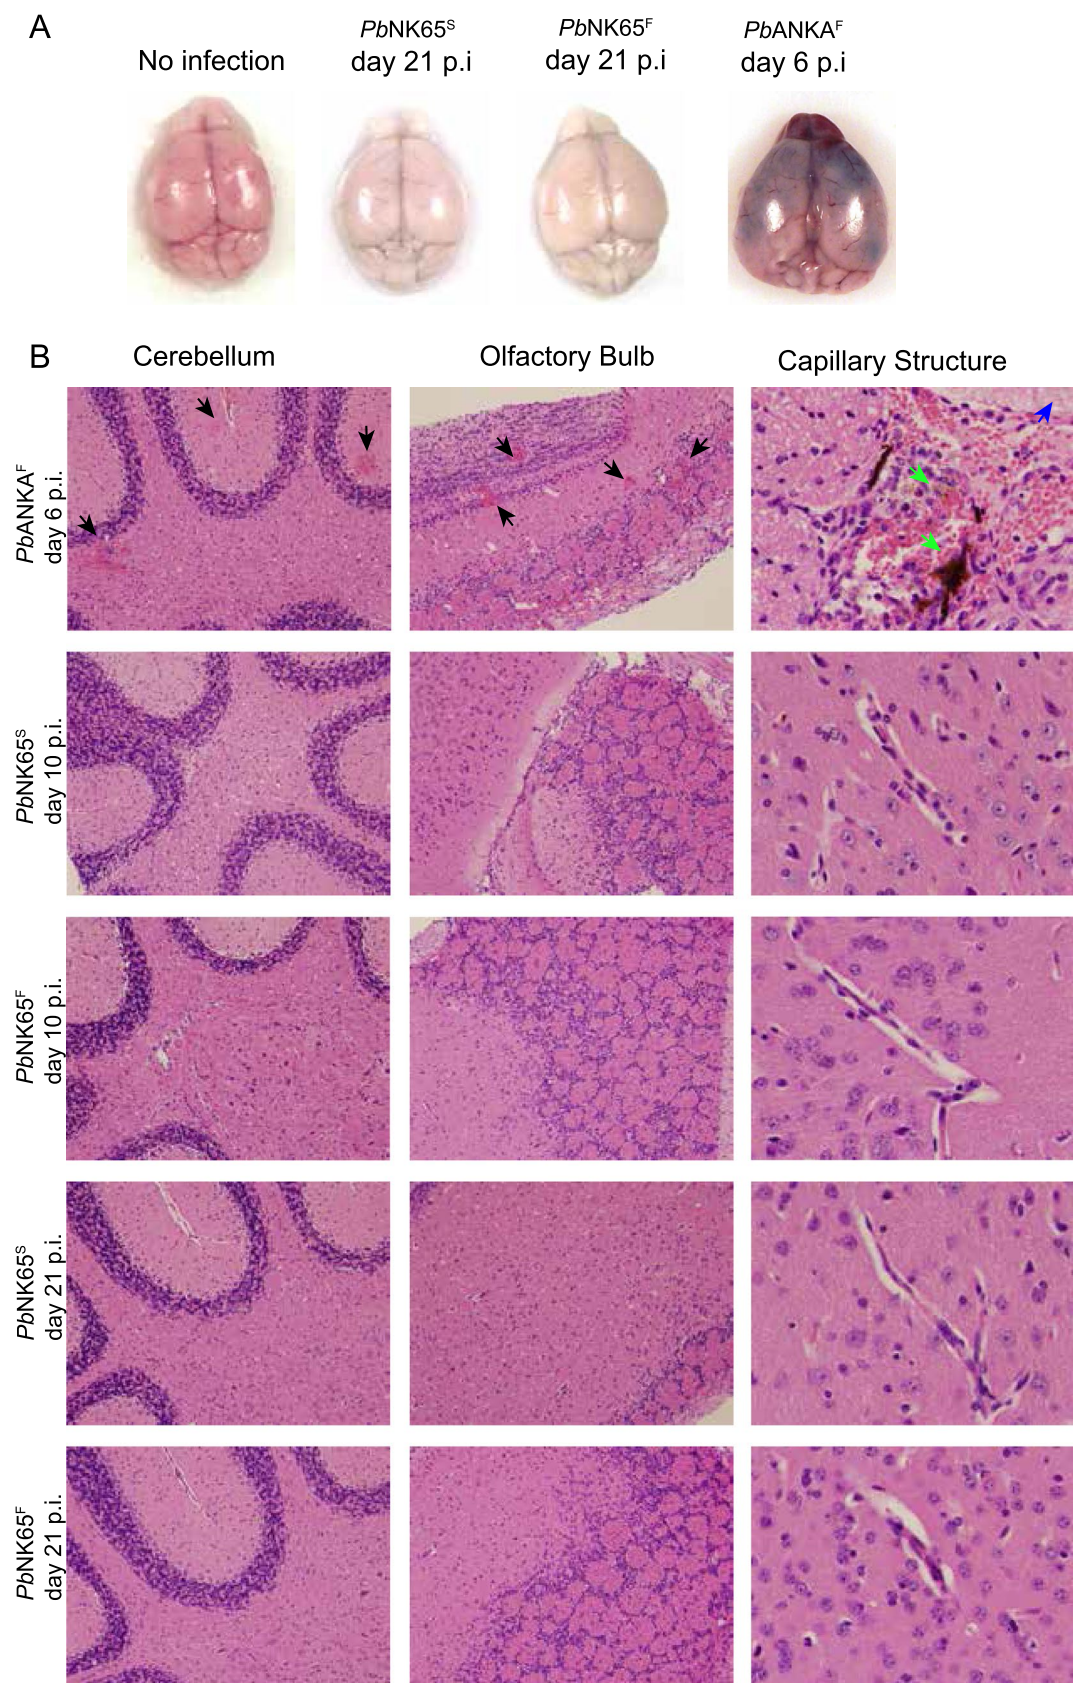 A
No infection
PbNK65ˢ
day 21 p.i
PbNK65ᶠ
day 21 p.i
PbANKAᶠ
day 6 p.i
B
Cerebellum
Olfactory Bulb
Capillary Structure
PbANKAᶠ
day 6 p.i.
PbNK65ˢ
day 10 p.i.
PbNK65ᶠ
day 10 p.i.
PbNK65ˢ
day 21 p.i.
PbNK65ᶠ
day 21 p.i.